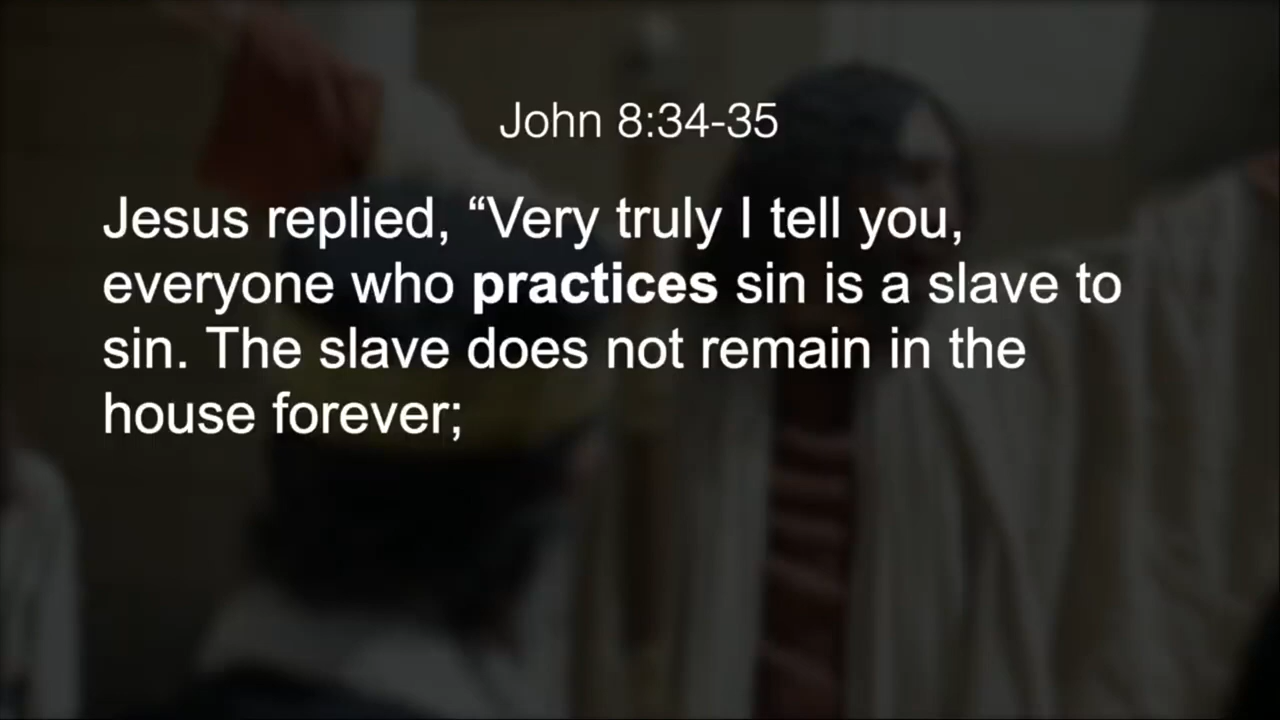 John 8:34-35
Jesus replied, “Very truly I tell you,
everyone who practices sin is a slave to
sin. The slave does not remain in the
house forever;